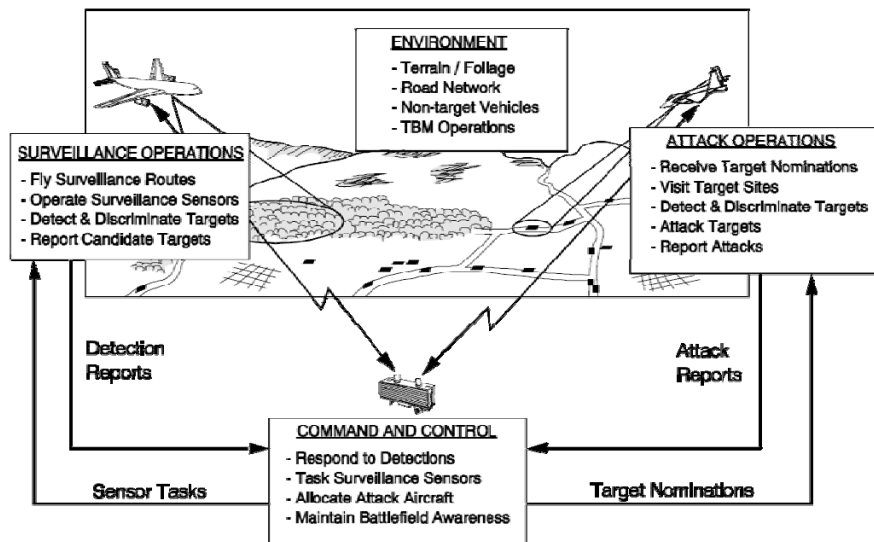 ENVIRONMENT
- Terrain / Foliage
- Road Network
- Non-target Vehicles
- TBM Operations
SURVEILLANCE OPERATIONS
- Fly Surveillance Routes
- Operate Surveillance Sensors
- Detect & Discriminate Targets
- Report Candidate Targets
ATTACK OPERATIONS
- Receive Target Nominations
- Visit Target Sites
- Detect & Discriminate Targets
- Attack Targets
- Report Attacks
Detection
Reports
Attack
Reports
COMMAND AND CONTROL
- Respond to Detections
- Task Surveillance Sensors
- Allocate Attack Aircraft
- Maintain Battlefield Awareness
Sensor Tasks
Target Nominations